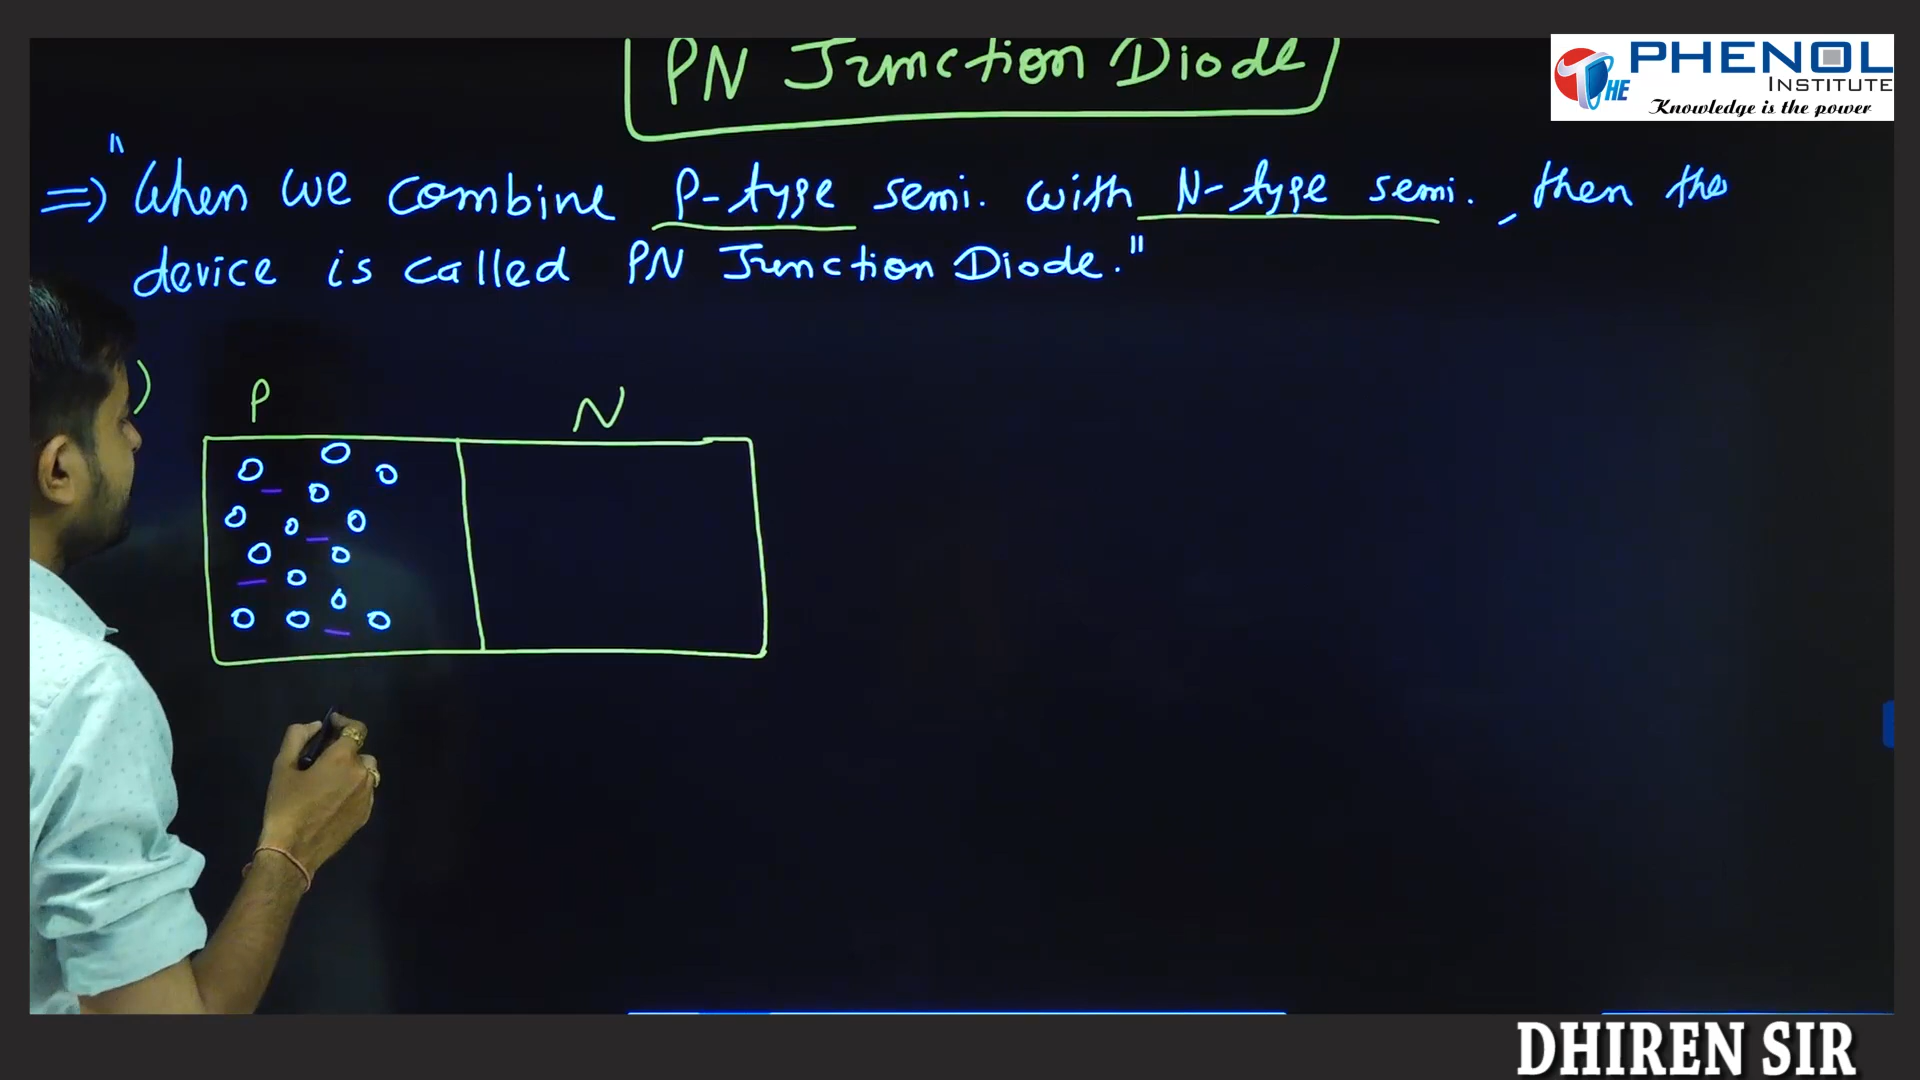 PN Junction Diode
THE PHENOL
INSTITUTE
Knowledge is the power
=> "When we combine P-type semi. with N-type semi., then the
device is called PN Junction Diode."
)
P N
DHIREN SIR